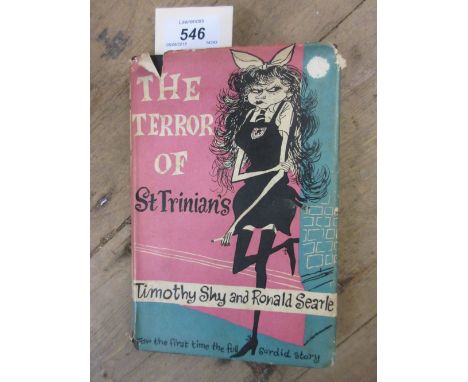 Lawrences
546
THE
TERROR
OF
St Trinian's
Timothy Shy and Ronald Searle
For the first time the full sordid story